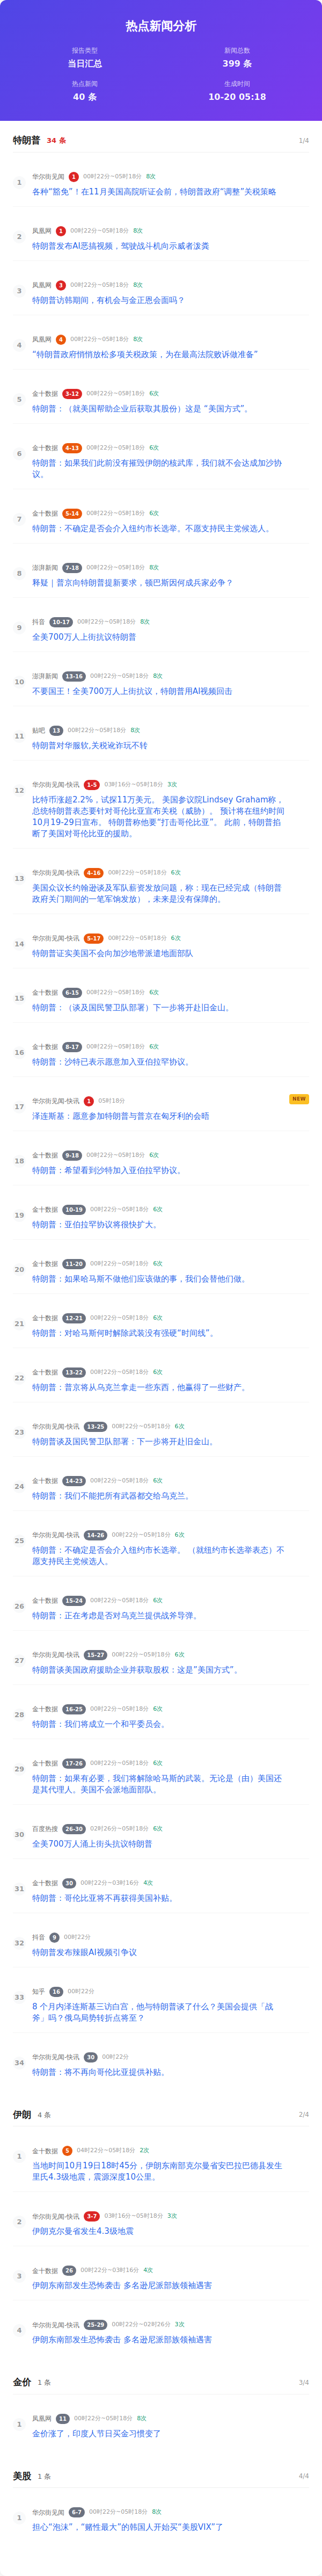 热点新闻分析
报告类型
新闻总数
当日汇总
399 条
热点新闻
生成时间
40 条
10-20 05:18
特朗普 34 条 1/4
1
华尔街见闻 1 00时22分~05时18分 8次
各种“豁免”！在11月美国高院听证会前，特朗普政府“调整”关税策略
2
凤凰网 1 00时22分~05时18分 8次
特朗普发布AI恶搞视频，驾驶战斗机向示威者泼粪
3
凤凰网 3 00时22分~05时18分 8次
特朗普访韩期间，有机会与金正恩会面吗？
4
凤凰网 4 00时22分~05时18分 8次
“特朗普政府悄悄放松多项关税政策，为在最高法院败诉做准备”
5
金十数据 3-12 00时22分~05时18分 6次
特朗普：（就美国帮助企业后获取其股份）这是 “美国方式”。
6
金十数据 4-13 00时22分~05时18分 6次
特朗普：如果我们此前没有摧毁伊朗的核武库，我们就不会达成加沙协
议。
7
金十数据 5-14 00时22分~05时18分 6次
特朗普：不确定是否会介入纽约市长选举。不愿支持民主党候选人。
8
澎湃新闻 7-18 00时22分~05时18分 8次
释疑｜普京向特朗普提新要求，顿巴斯因何成兵家必争？
9
抖音 10-17 00时22分~05时18分 8次
全美700万人上街抗议特朗普
10
澎湃新闻 13-16 00时22分~05时18分 8次
不要国王！全美700万人上街抗议，特朗普用AI视频回击
11
贴吧 13 00时22分~05时18分 8次
特朗普对华服软,关税讹诈玩不转
12
华尔街见闻-快讯 1-5 03时16分~05时18分 3次
比特币涨超2.2%，试探11万美元。 美国参议院Lindsey Graham称，
总统特朗普表态要针对哥伦比亚宣布关税（威胁）。 预计将在纽约时间
10月19-29日宣布。 特朗普称他要“打击哥伦比亚”。 此前，特朗普掐
断了美国对哥伦比亚的援助。
13
华尔街见闻-快讯 4-16 00时22分~05时18分 6次
美国众议长约翰逊谈及军队薪资发放问题，称：现在已经完成（特朗普
政府关门期间的一笔军饷发放），未来是没有保障的。
14
华尔街见闻-快讯 5-17 00时22分~05时18分 6次
特朗普证实美国不会向加沙地带派遣地面部队
15
金十数据 6-15 00时22分~05时18分 6次
特朗普：（谈及国民警卫队部署）下一步将开赴旧金山。
16
金十数据 8-17 00时22分~05时18分 6次
特朗普：沙特已表示愿意加入亚伯拉罕协议。
17
华尔街见闻-快讯 1 05时18分 NEW
泽连斯基：愿意参加特朗普与普京在匈牙利的会晤
18
金十数据 9-18 00时22分~05时18分 6次
特朗普：希望看到沙特加入亚伯拉罕协议。
19
金十数据 10-19 00时22分~05时18分 6次
特朗普：亚伯拉罕协议将很快扩大。
20
金十数据 11-20 00时22分~05时18分 6次
特朗普：如果哈马斯不做他们应该做的事，我们会替他们做。
21
金十数据 12-21 00时22分~05时18分 6次
特朗普：对哈马斯何时解除武装没有强硬“时间线”。
22
金十数据 13-22 00时22分~05时18分 6次
特朗普：普京将从乌克兰拿走一些东西，他赢得了一些财产。
23
华尔街见闻-快讯 13-25 00时22分~05时18分 6次
特朗普谈及国民警卫队部署：下一步将开赴旧金山。
24
金十数据 14-23 00时22分~05时18分 6次
特朗普：我们不能把所有武器都交给乌克兰。
25
华尔街见闻-快讯 14-26 00时22分~05时18分 6次
特朗普：不确定是否会介入纽约市长选举。 （就纽约市长选举表态）不
愿支持民主党候选人。
26
金十数据 15-24 00时22分~05时18分 6次
特朗普：正在考虑是否对乌克兰提供战斧导弹。
27
华尔街见闻-快讯 15-27 00时22分~05时18分 6次
特朗普谈美国政府援助企业并获取股权：这是“美国方式”。
28
金十数据 16-25 00时22分~05时18分 6次
特朗普：我们将成立一个和平委员会。
29
金十数据 17-26 00时22分~05时18分 6次
特朗普：如果有必要，我们将解除哈马斯的武装。无论是（由）美国还
是其代理人。美国不会派地面部队。
30
百度热搜 26-30 02时26分~05时18分 6次
全美700万人涌上街头抗议特朗普
31
金十数据 30 00时22分~03时16分 4次
特朗普：哥伦比亚将不再获得美国补贴。
32
抖音 9 00时22分
特朗普发布辣眼AI视频引争议
33
知乎 16 00时22分
8 个月内泽连斯基三访白宫，他与特朗普谈了什么？美国会提供「战
斧」吗？俄乌局势转折点将至？
34
华尔街见闻-快讯 30 00时22分
特朗普：将不再向哥伦比亚提供补贴。
伊朗 4 条 2/4
1
金十数据 5 04时22分~05时18分 2次
当地时间10月19日18时45分，伊朗东南部克尔曼省安巴拉巴德县发生
里氏4.3级地震，震源深度10公里。
2
华尔街见闻-快讯 3-7 03时16分~05时18分 3次
伊朗克尔曼省发生4.3级地震
3
金十数据 26 00时22分~03时16分 4次
伊朗东南部发生恐怖袭击 多名逊尼派部族领袖遇害
4
华尔街见闻-快讯 25-29 00时22分~02时26分 3次
伊朗东南部发生恐怖袭击 多名逊尼派部族领袖遇害
金价 1 条 3/4
1
凤凰网 11 00时22分~05时18分 8次
金价涨了，印度人节日买金习惯变了
美股 1 条 4/4
1
华尔街见闻 6-7 00时22分~05时18分 8次
担心“泡沫”，“赌性最大”的韩国人开始买“美股VIX”了